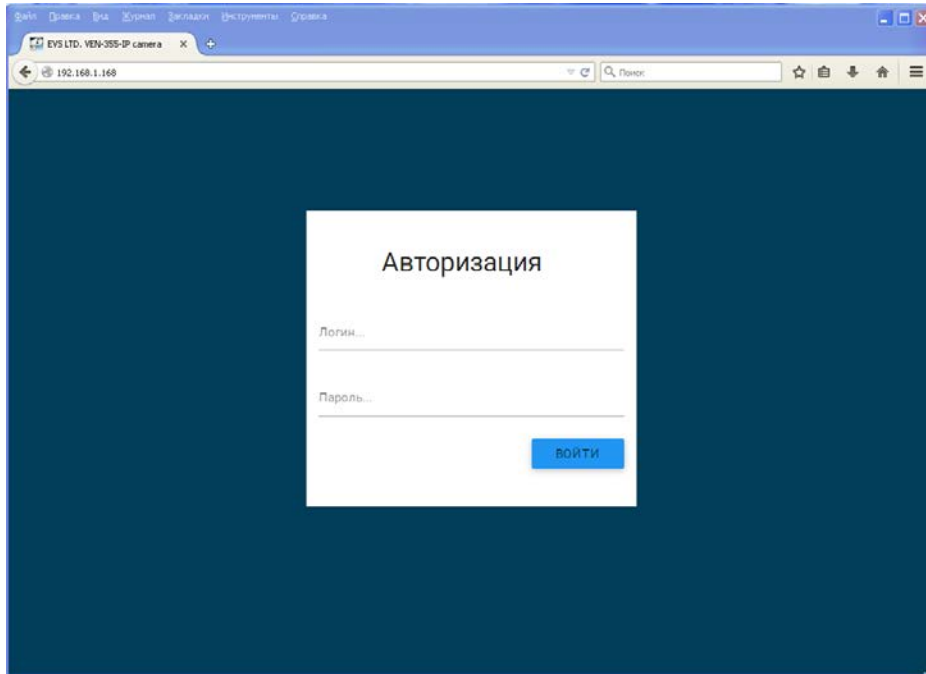 Файл Правка Вид Журнал Закладки Инструменты Справка
EVS LTD. VEN-355-IP camera
192.168.1.168
Поиск
Авторизация
Логин...
Пароль...
ВОЙТИ